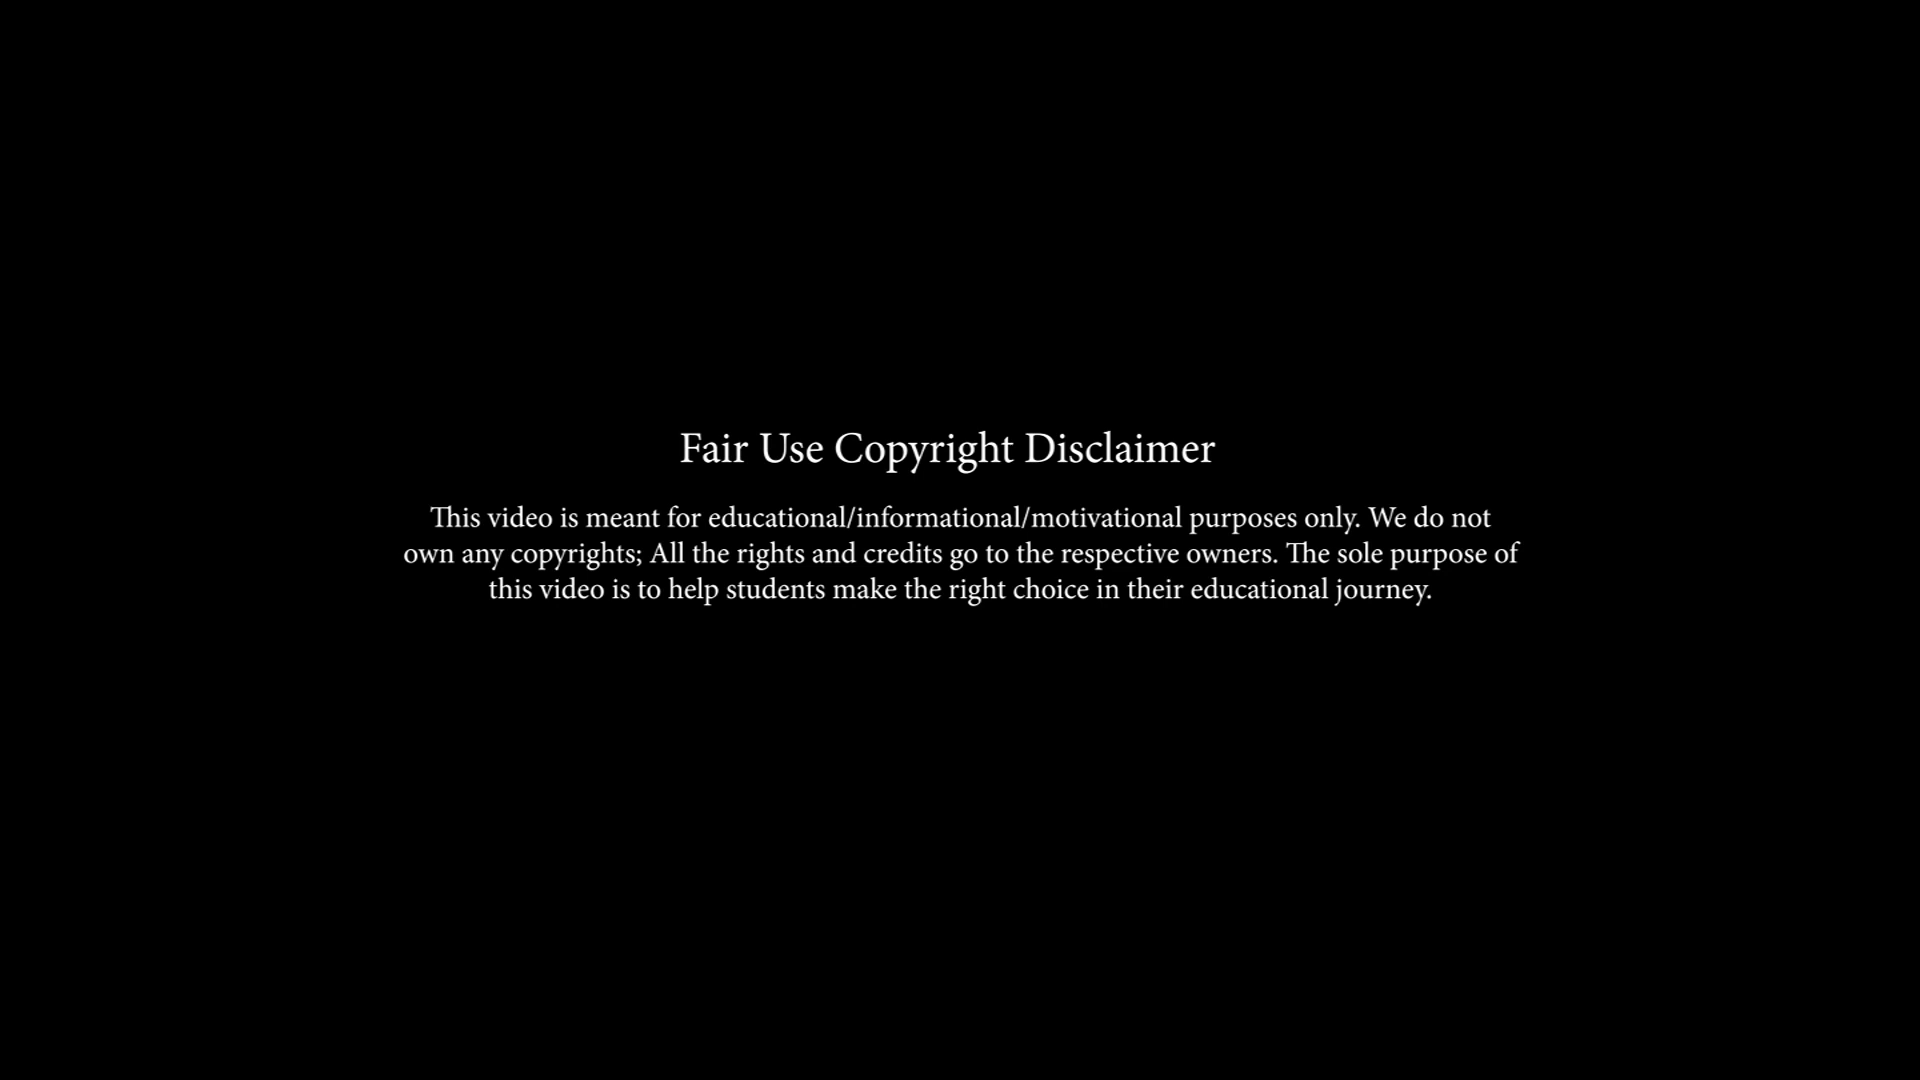 Fair Use Copyright Disclaimer
This video is meant for educational/informational/motivational purposes only. We do not
own any copyrights; All the rights and credits go to the respective owners. The sole purpose of
this video is to help students make the right choice in their educational journey.